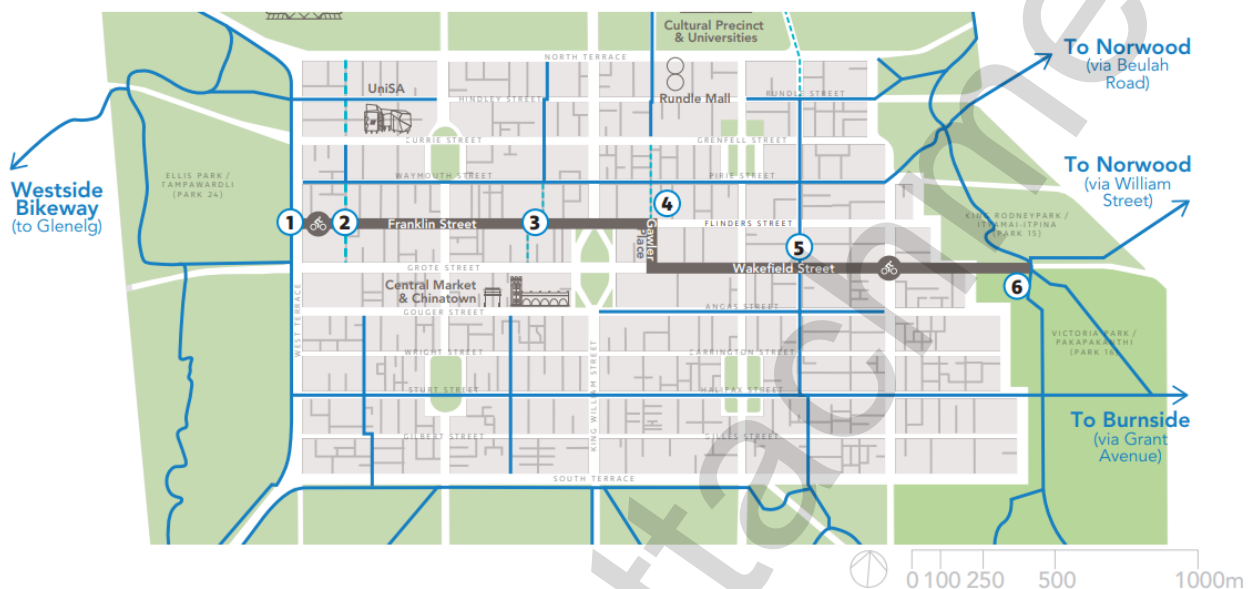 Cultural Precinct
& Universities
NORTH TERRACE
To Norwood
(via Beulah
Road)
UniSA
HINDLEY STREET
Rundle Mall
RUNDLE STREET
CURRIE STREET
GRENFELL STREET
ELLIS PARK /
TAMPAWARDLI
(PARK 24)
WAYMOUTH STREET
PIRIE STREET
To Norwood
(via William
Street)
Westside
Bikeway
(to Glenelg)
1
2
Franklin Street
3
4
Gawler
Place
FLINDERS STREET
KING RODNEYPARK /
ITYAMAI-ITPINA
(PARK 15)
5
GROTE STREET
Wakefield Street
6
Central Market
& Chinatown
WEST TERRACE
GOUGER STREET
ANGAS STREET
VICTORIA PARK /
PAKAPAKANTHI
(PARK 16)
WRIGHT STREET
KING WILLIAM STREET
CARRINGTON STREET
STURT STREET
HALIFAX STREET
To Burnside
(via Grant
Avenue)
GILBERT STREET
GILLES STREET
SOUTH TERRACE
0 100 250 500 1000m